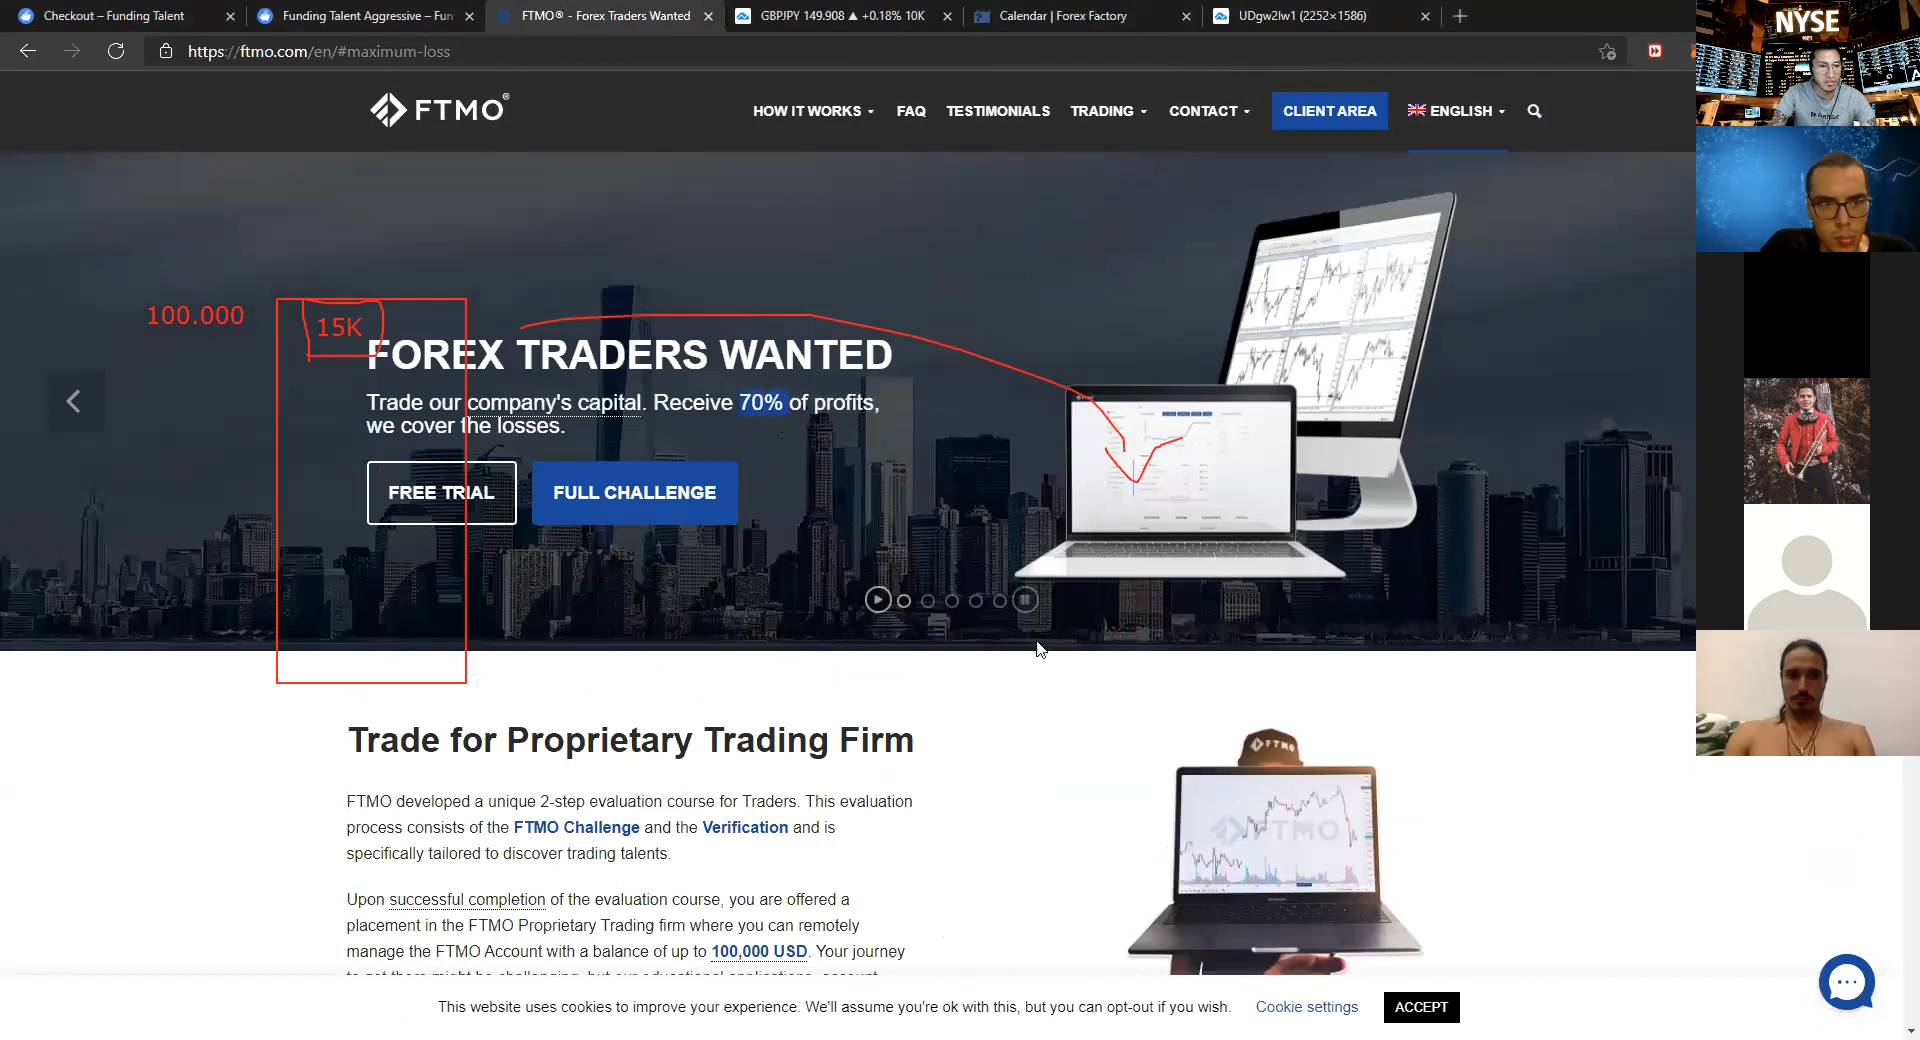 Checkout – Funding Talent
Funding Talent Aggressive – Fun
FTMO® - Forex Traders Wanted
GBPJPY 149.908 ▲ +0.18% 10K
Calendar | Forex Factory
UDgw2lw1 (2252×1586)
https://ftmo.com/en/#maximum-loss
FTMO®
HOW IT WORKS
FAQ
TESTIMONIALS
TRADING
CONTACT
CLIENT AREA
ENGLISH
NYSE
100.000
15K
FOREX TRADERS WANTED
Trade our company's capital. Receive 70% of profits,
we cover the losses.
FREE TRIAL
FULL CHALLENGE
Trade for Proprietary Trading Firm
FTMO developed a unique 2-step evaluation course for Traders. This evaluation
process consists of the FTMO Challenge and the Verification and is
specifically tailored to discover trading talents.
Upon successful completion of the evaluation course, you are offered a
placement in the FTMO Proprietary Trading firm where you can remotely
manage the FTMO Account with a balance of up to 100,000 USD. Your journey
FTMO
FTMO
This website uses cookies to improve your experience. We'll assume you're ok with this, but you can opt-out if you wish.
Cookie settings
ACCEPT